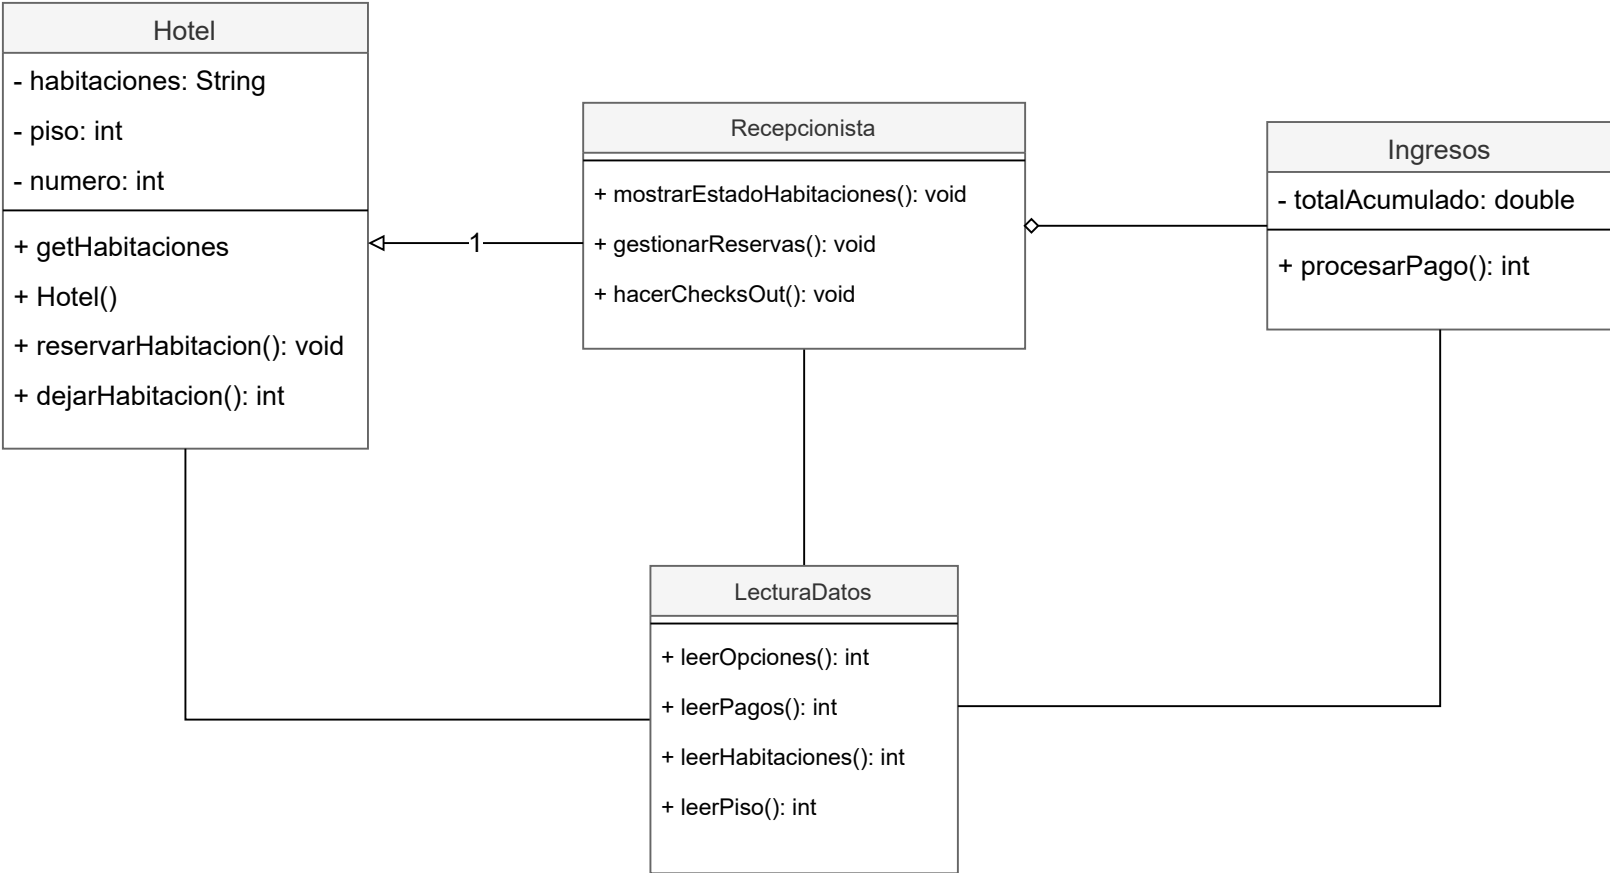 Hotel
- habitaciones: String
- piso: int
- numero: int
+ getHabitaciones
+ Hotel()
+ reservarHabitacion(): void
+ dejarHabitacion(): int
1
Recepcionista
+ mostrarEstadoHabitaciones(): void
+ gestionarReservas(): void
+ hacerChecksOut(): void
Ingresos
- totalAcumulado: double
+ procesarPago(): int
LecturaDatos
+ leerOpciones(): int
+ leerPagos(): int
+ leerHabitaciones(): int
+ leerPiso(): int